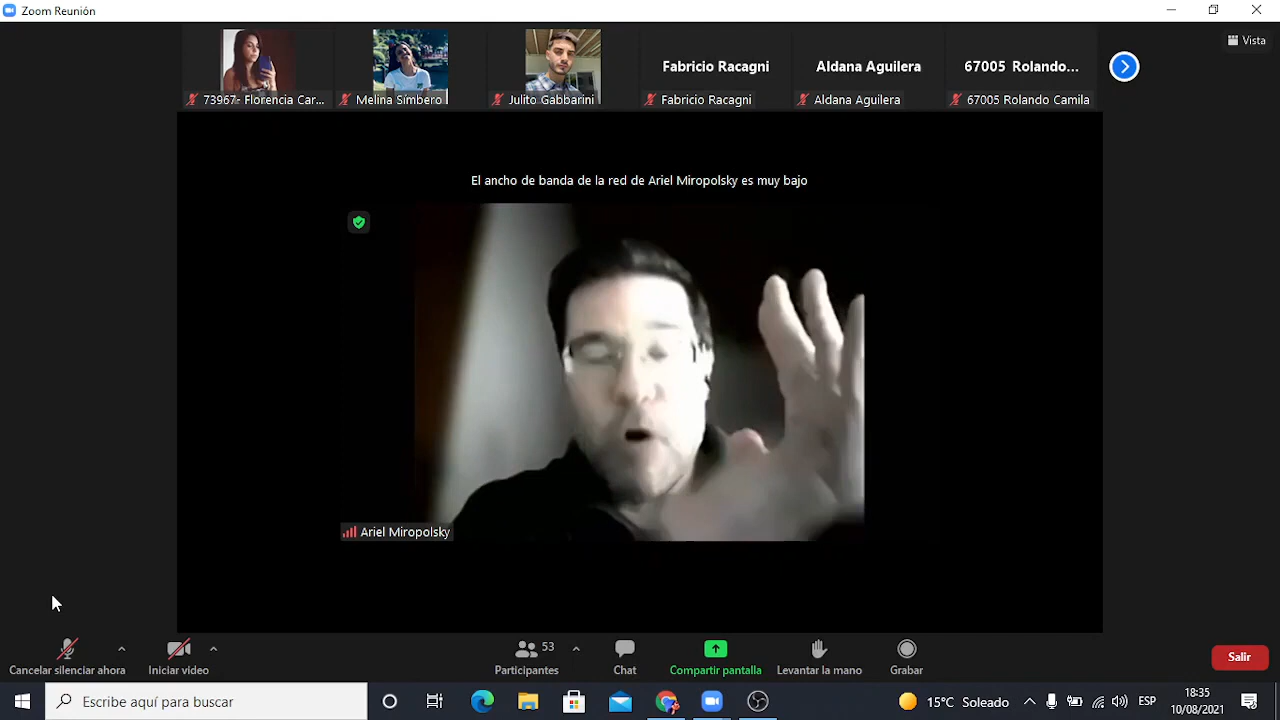 Zoom Reunión
Vista
Fabricio Racagni
Aldana Aguilera
67005 Rolando...
73967- Florencia Car...
Melina Símbero
Julito Gabbarini
Fabricio Racagni
Aldana Aguilera
67005 Rolando Camila
El ancho de banda de la red de Ariel Miropolsky es muy bajo
Ariel Miropolsky
53
Cancelar silenciar ahora
Iniciar video
Participantes
Chat
Compartir pantalla
Levantar la mano
Grabar
Salir
Escribe aquí para buscar
15°C Soleado
ESP
18:35
10/08/2021